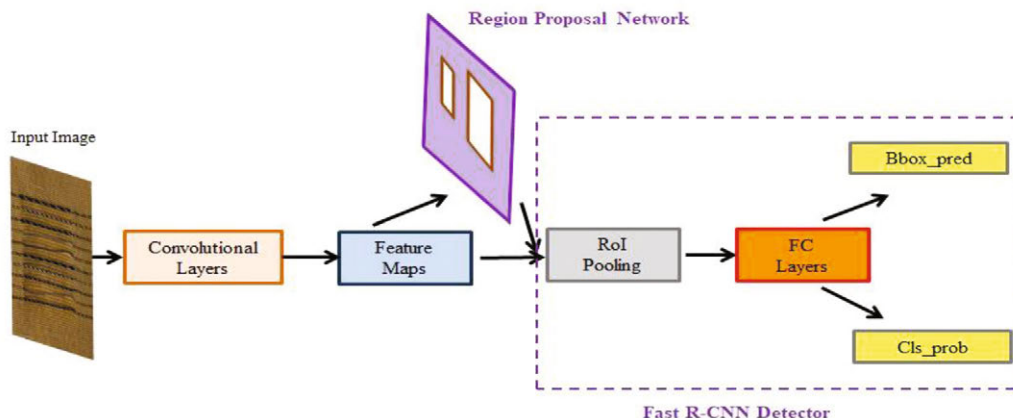 Region Proposal Network
Input Image
Convolutional
Layers
Feature
Maps
RoI
Pooling
FC
Layers
Bbox_pred
Cls_prob
Fast R-CNN Detector